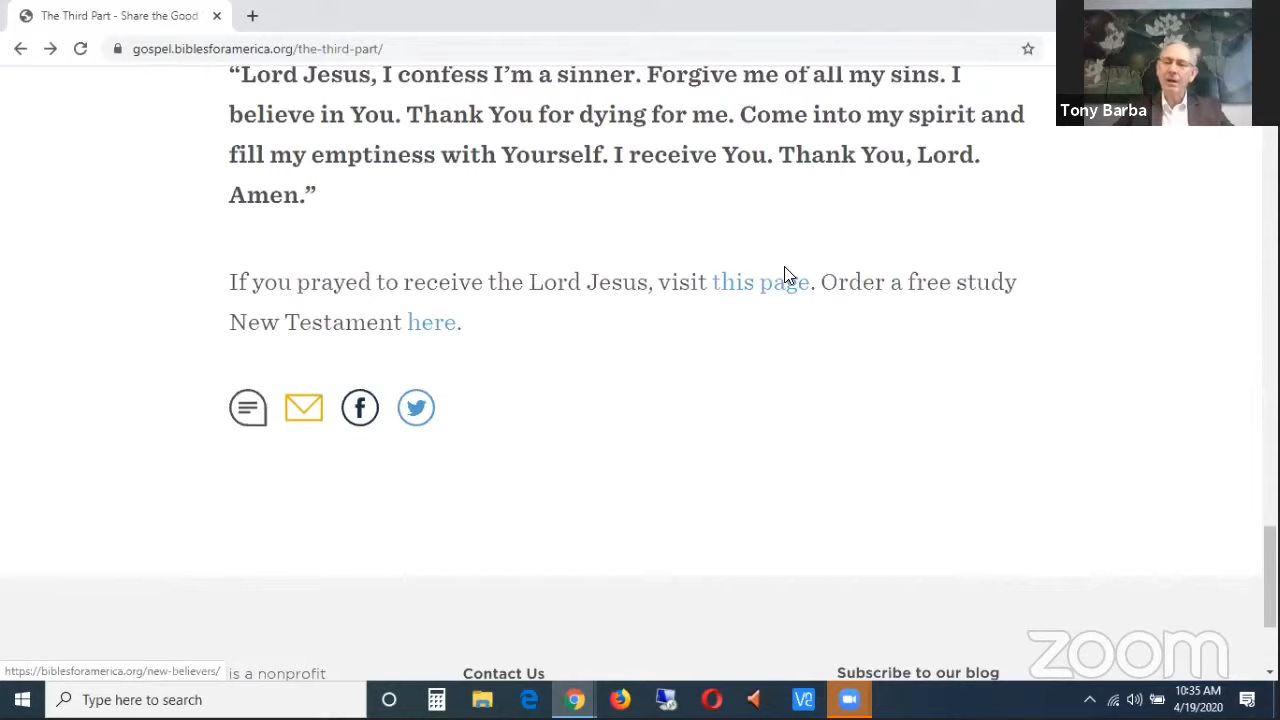 The Third Part - Share the Good
gospel.biblesforamerica.org/the-third-part/
Tony Barba
“Lord Jesus, I confess I’m a sinner. Forgive me of all my sins. I
believe in You. Thank You for dying for me. Come into my spirit and
fill my emptiness with Yourself. I receive You. Thank You, Lord.
Amen.”
If you prayed to receive the Lord Jesus, visit this page. Order a free study
New Testament here.
zoom
https://biblesforamerica.org/new-believers/ is a nonprofit
Contact Us
Subscribe to our blog
Type here to search
10:35 AM
4/19/2020